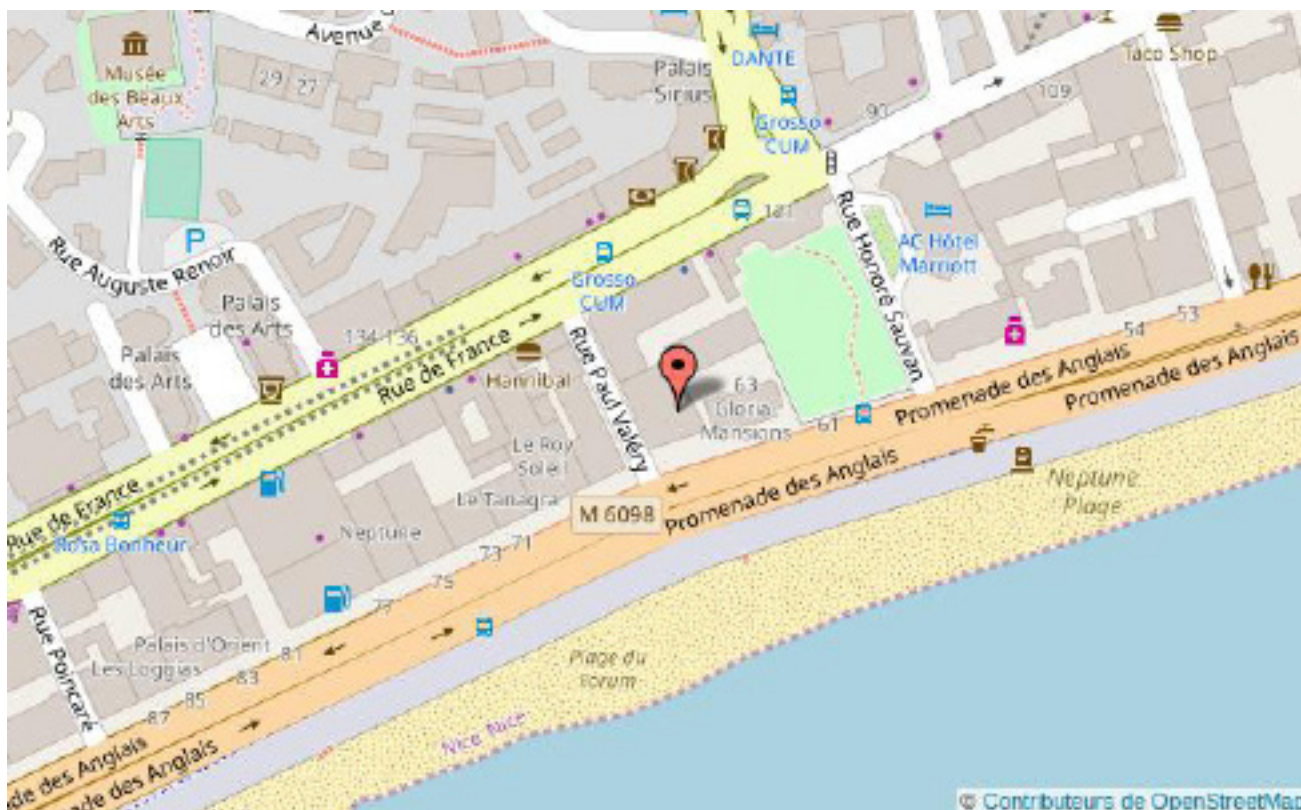 Avenue
DANTE
Taco Shop
Musée
des Beaux
Arts
29
27
Palais
Sirius
109
90
Grosso
CUM
Rue Auguste Renoir
P
181
Rue Honoré Sauvan
AC Hôtel
Marriott
Grosso
CUM
Palais
des Arts
134-136
Palais
des Arts
Rue de France
Hannibal
Rue Paul Valéry
63
Gloria
Mansions
61
54
53
Promenade des Anglais
Promenade des Anglais
Le Roy
Soleil
Le Tanagra
M 6098
Promenade des Anglais
Neptune
Plage
Rue de France
Rosa Bonheur
Neptune
71
73
75
77
Rue Poincaré
Palais d'Orient
Les Loggias
81
83
85
87
Plage du
Forum
Nice
Nice
de des Anglais
ade des Anglais
© Contributeurs de OpenStreetMap